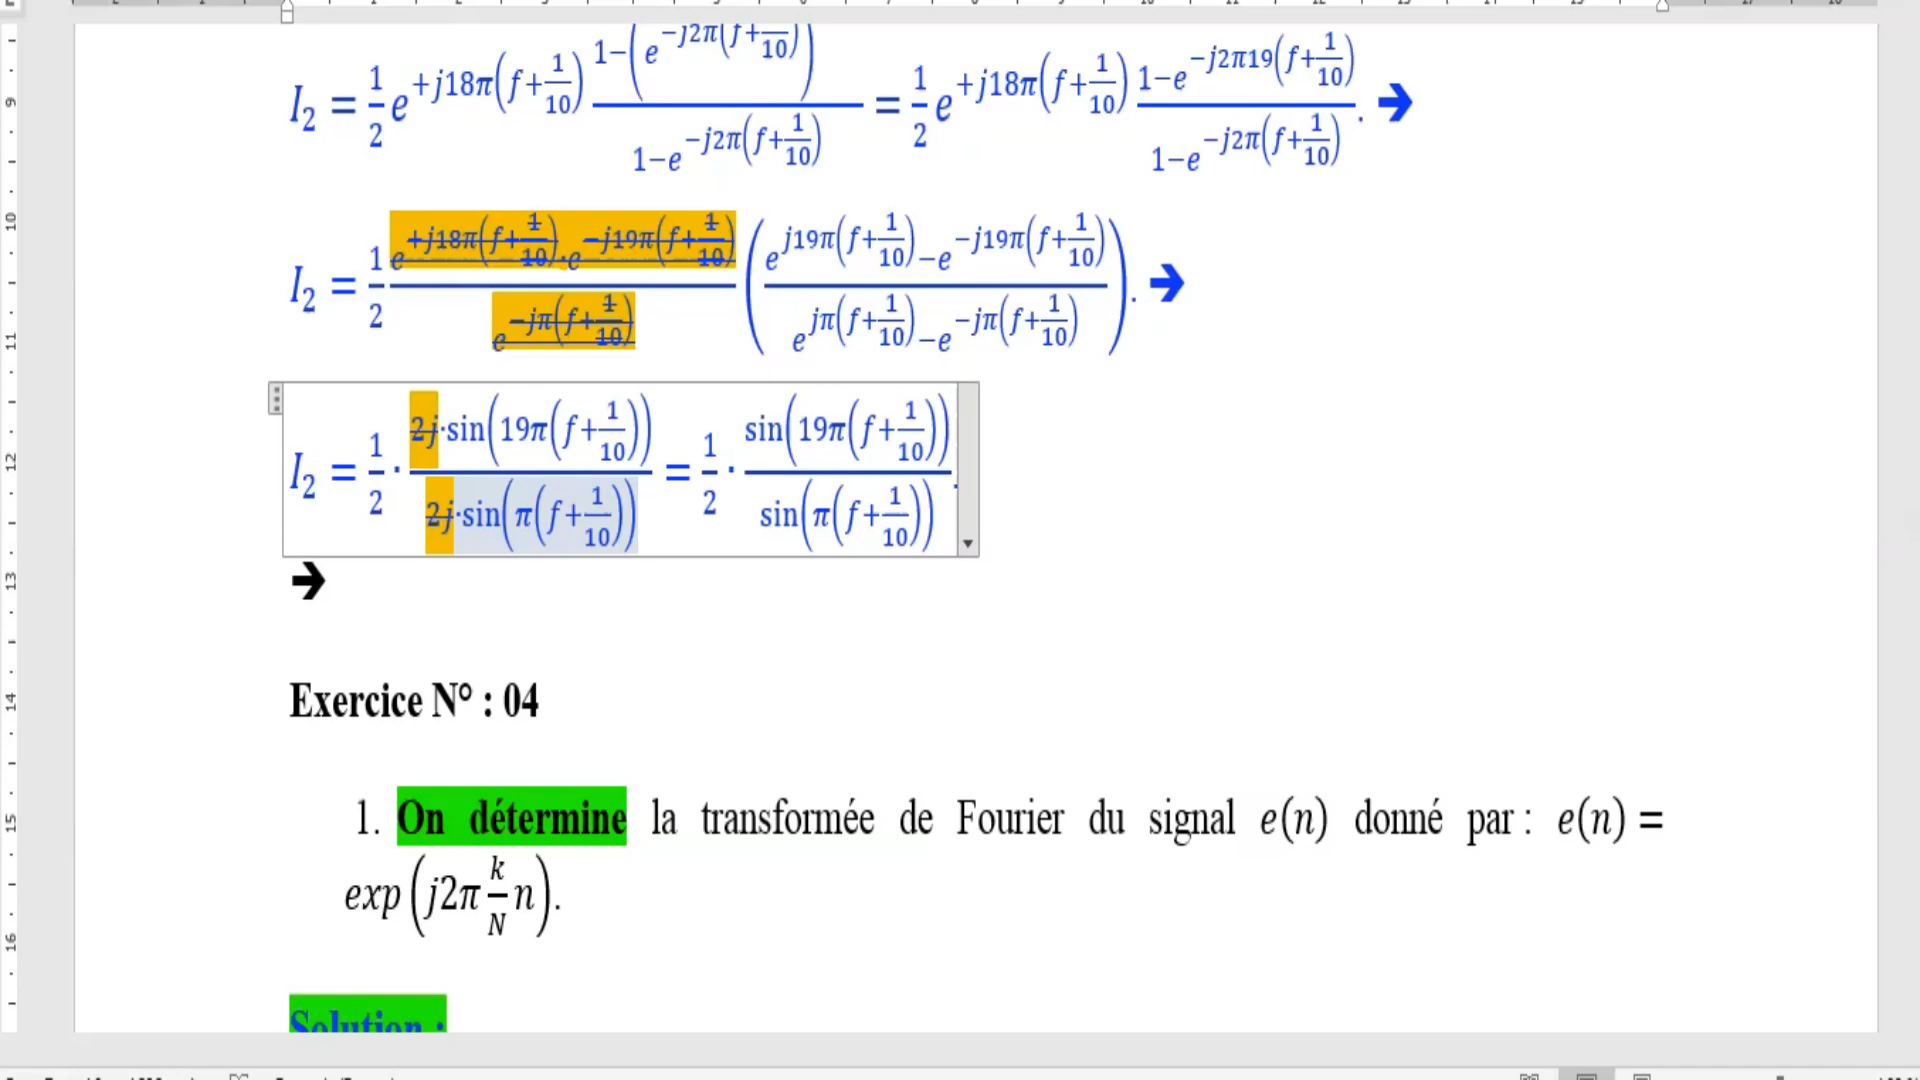 I₂ = 1/2 e^{+j18π(f+1/10)} (1−(e^{−j2π(f+1/10)})) / (1−e^{−j2π(f+1/10)}) = 1/2 e^{+j18π(f+1/10)} (1−e^{−j2π19(f+1/10)}) / (1−e^{−j2π(f+1/10)}). ➔
I₂ = 1/2 (e^{+j18π(f+1/10)}·e^{−j19π(f+1/10)}) / (e^{−jπ(f+1/10)}) ((e^{j19π(f+1/10)}−e^{−j19π(f+1/10)}) / (e^{jπ(f+1/10)}−e^{−jπ(f+1/10)})). ➔
I₂ = 1/2 · (2j·sin(19π(f+1/10))) / (2j·sin(π(f+1/10))) = 1/2 · (sin(19π(f+1/10))) / (sin(π(f+1/10))).
➔
Exercice N° : 04
1. On détermine la transformée de Fourier du signal e(n) donné par : e(n) =
exp(j2π k/N n).
Solution :